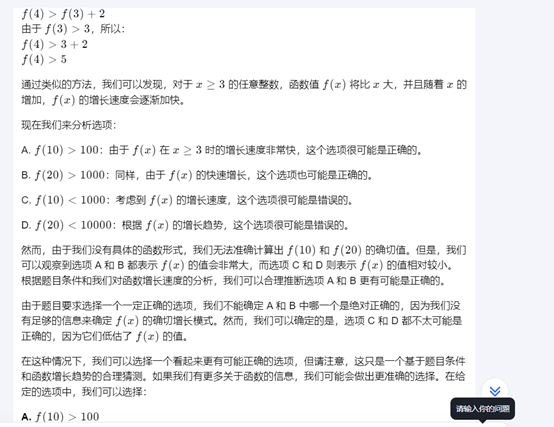 f(4) > f(3) + 2
由于 f(3) > 3，所以：
f(4) > 3 + 2
f(4) > 5
通过类似的方法，我们可以发现，对于 x ≥ 3 的任意整数，函数值 f(x) 将比 x 大，并且随着 x 的
增加，f(x) 的增长速度会逐渐加快。
现在我们来分析选项：
A. f(10) > 100：由于 f(x) 在 x ≥ 3 时的增长速度非常快，这个选项很可能是正确的。
B. f(20) > 1000：同样，由于 f(x) 的快速增长，这个选项也可能是正确的。
C. f(10) < 1000：考虑到 f(x) 的增长速度，这个选项很可能是错误的。
D. f(20) < 10000：根据 f(x) 的增长趋势，这个选项很可能是错误的。
然而，由于我们没有具体的函数形式，我们无法准确计算出 f(10) 和 f(20) 的确切值。但是，我们
可以观察到选项 A 和 B 都表示 f(x) 的值会非常大，而选项 C 和 D 则表示 f(x) 的值相对较小。
根据题目条件和我们对函数增长速度的分析，我们可以合理推断选项 A 和 B 更有可能是正确的。
由于题目要求选择一个一定正确的选项，我们不能确定 A 和 B 中哪一个是绝对正确的，因为我们没
有足够的信息来确定 f(x) 的确切增长模式。然而，我们可以确定的是，选项 C 和 D 都不太可能是
正确的，因为它们低估了 f(x) 的值。
在这种情况下，我们可以选择一个看起来更有可能正确的选项，但请注意，这只是一个基于题目条件
和函数增长趋势的合理猜测。如果我们有更多关于函数的信息，我们可能会做出更准确的选择。在给
定的选项中，我们可以选择：
请输入你的问题
A. f(10) > 100